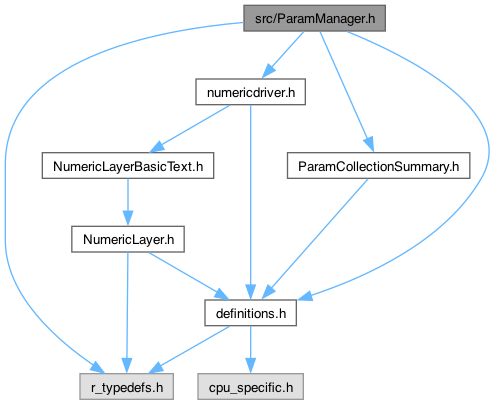 src/ParamManager.h
numericdriver.h
NumericLayerBasicText.h
ParamCollectionSummary.h
NumericLayer.h
definitions.h
r_typedefs.h
cpu_specific.h